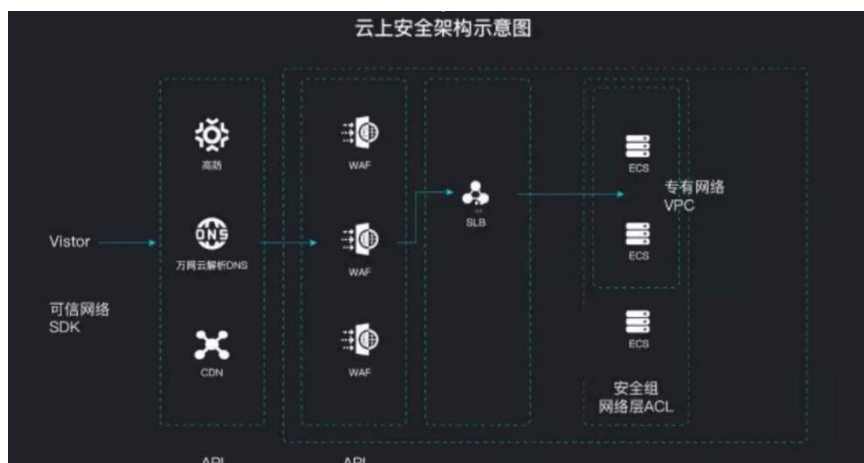 云上安全架构示意图
高防
WAF
ECS
专有网络
VPC
Vistor
万网云解析DNS
WAF
SLB
ECS
可信网络
SDK
CDN
WAF
ECS
安全组
网络层ACL
API
API